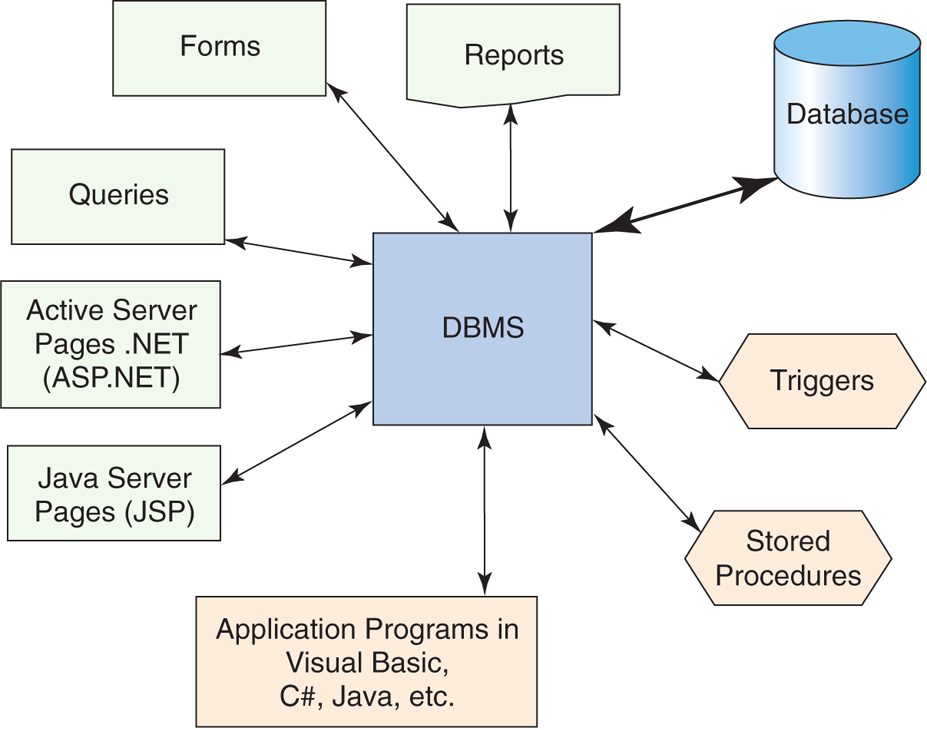 Forms
Reports
Database
Queries
Active Server
Pages .NET
(ASP.NET)
DBMS
Triggers
Java Server
Pages (JSP)
Stored
Procedures
Application Programs in
Visual Basic,
C#, Java, etc.